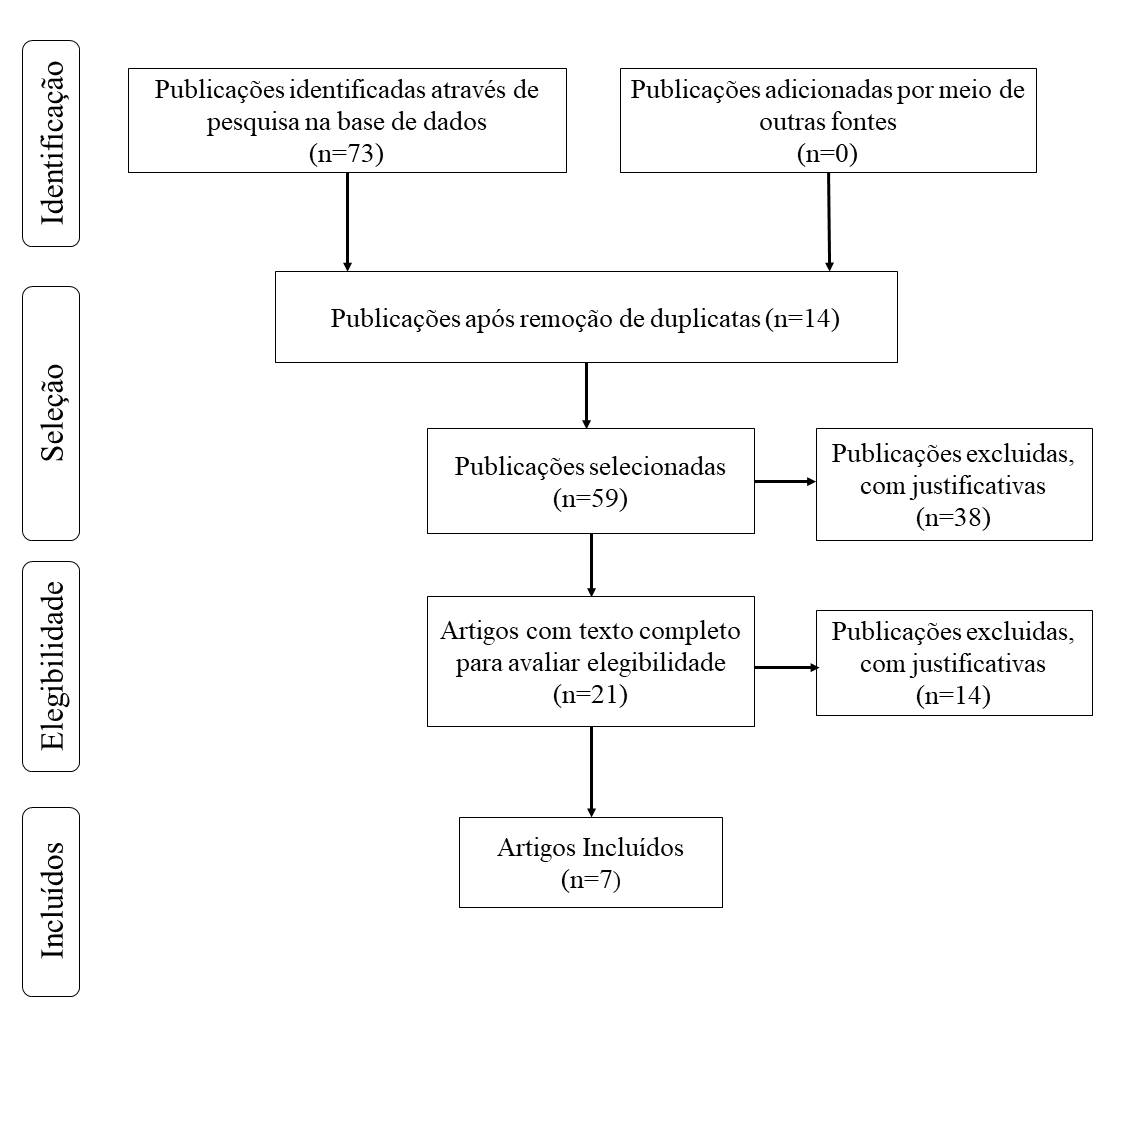 Identificação
Publicações identificadas através de
pesquisa na base de dados
(n=73)
Publicações adicionadas por meio de
outras fontes
(n=0)
Seleção
Publicações após remoção de duplicatas (n=14)
Publicações selecionadas
(n=59)
Publicações excluidas,
com justificativas
(n=38)
Elegibilidade
Artigos com texto completo
para avaliar elegibilidade
(n=21)
Publicações excluidas,
com justificativas
(n=14)
Incluídos
Artigos Incluídos
(n=7)